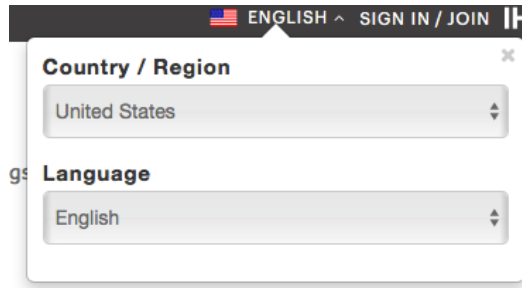 ENGLISH SIGN IN / JOIN
Country / Region
United States
Language
English